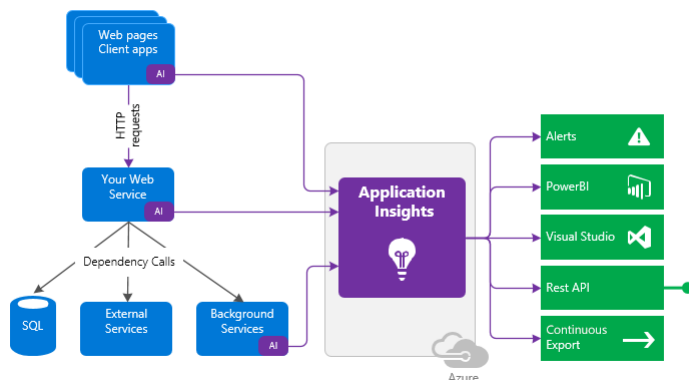 Web pages
Client apps
AI
HTTP
requests
Your Web
Service
AI
Dependency Calls
SQL
External
Services
Background
Services
AI
Application
Insights
Azure
Alerts
PowerBI
Visual Studio
Rest API
Continuous
Export